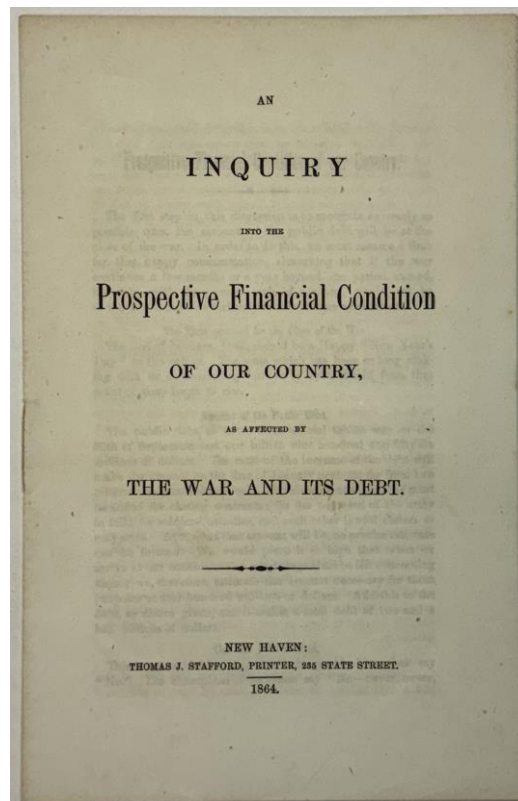 AN
INQUIRY
INTO THE
Prospective Financial Condition
OF OUR COUNTRY,
AS AFFECTED BY
THE WAR AND ITS DEBT.
NEW HAVEN:
THOMAS J. STAFFORD, PRINTER, 235 STATE STREET.
1864.